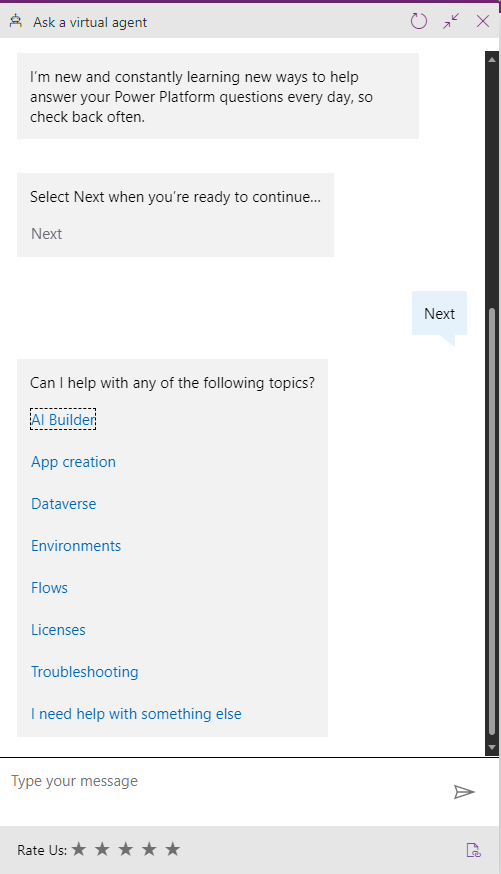 Ask a virtual agent
I'm new and constantly learning new ways to help
answer your Power Platform questions every day, so
check back often.
Select Next when you're ready to continue...
Next
Next
Can I help with any of the following topics?
AI Builder
App creation
Dataverse
Environments
Flows
Licenses
Troubleshooting
I need help with something else
Type your message
Rate Us: